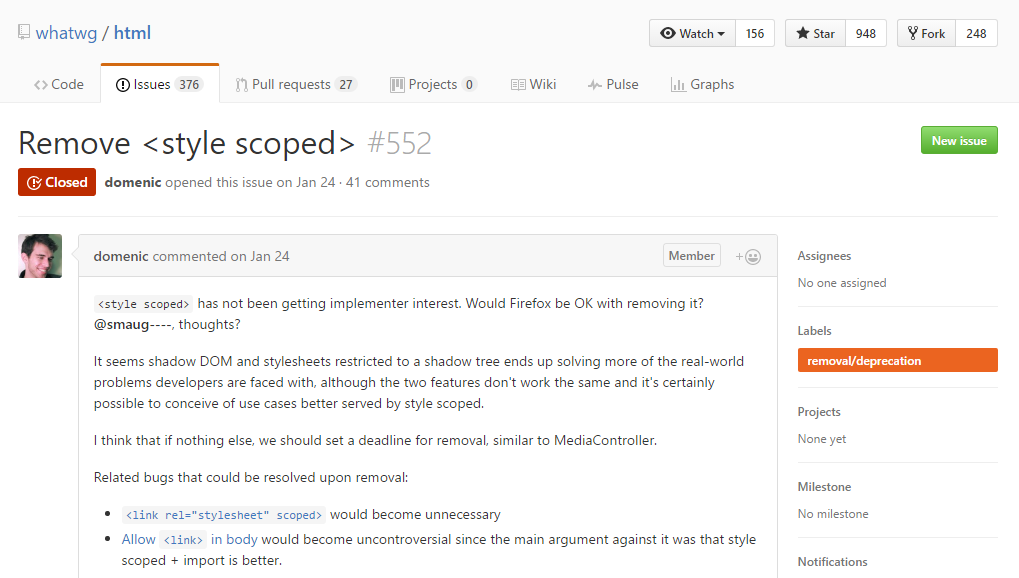 whatwg / html
Watch 156 Star 948 Fork 248
Code Issues 376 Pull requests 27 Projects 0 Wiki Pulse Graphs
Remove <style scoped> #552
New issue
Closed domenic opened this issue on Jan 24 · 41 comments
domenic commented on Jan 24
Member
<style scoped> has not been getting implementer interest. Would Firefox be OK with removing it?
@smaug----, thoughts?
It seems shadow DOM and stylesheets restricted to a shadow tree ends up solving more of the real-world
problems developers are faced with, although the two features don't work the same and it's certainly
possible to conceive of use cases better served by style scoped.
I think that if nothing else, we should set a deadline for removal, similar to MediaController.
Related bugs that could be resolved upon removal:
• <link rel="stylesheet" scoped> would become unnecessary
• Allow <link> in body would become uncontroversial since the main argument against it was that style
scoped + import is better.
Assignees
No one assigned
Labels
removal/deprecation
Projects
None yet
Milestone
No milestone
Notifications